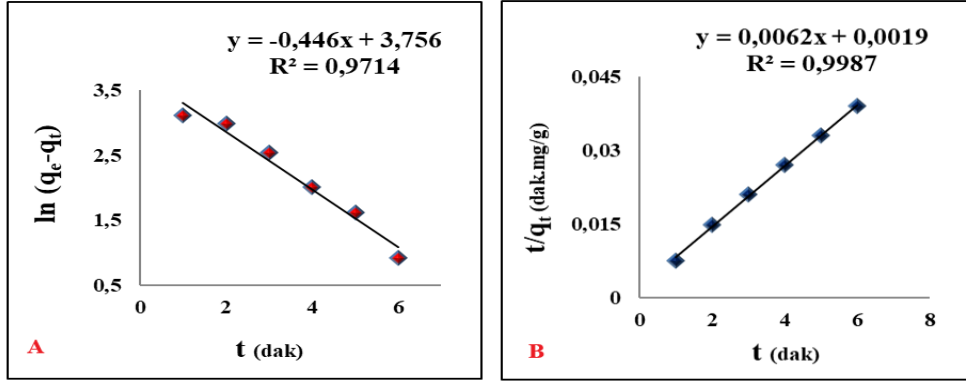 y = -0,446x + 3,756
R² = 0,9714
3,5
2,5
1,5
0,5
0 2 4 6
ln (qₑ-qₜ)
t (dak)
A
y = 0,0062x + 0,0019
R² = 0,9987
0,045
0,03
0,015
0
0 2 4 6 8
t/qₜ (dak.mg/g)
t (dak)
B